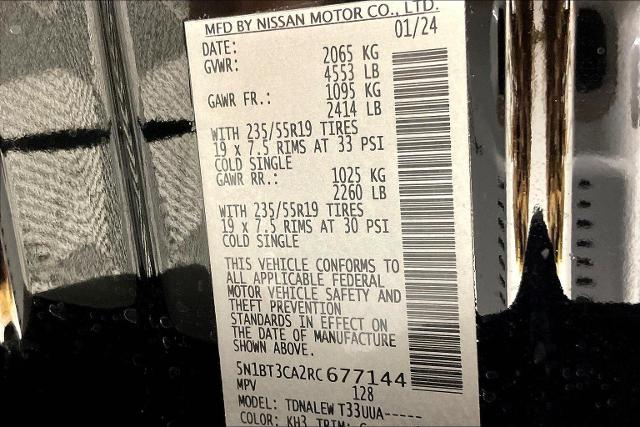 MFD BY NISSAN MOTOR CO., LTD.
DATE: 01/24
GVWR: 2065 KG
4553 LB
GAWR FR.: 1095 KG
2414 LB
WITH 235/55R19 TIRES
19 x 7.5 RIMS AT 33 PSI
COLD SINGLE
GAWR RR.: 1025 KG
2260 LB
WITH 235/55R19 TIRES
19 x 7.5 RIMS AT 30 PSI
COLD SINGLE
THIS VEHICLE CONFORMS TO
ALL APPLICABLE FEDERAL
MOTOR VEHICLE SAFETY AND
THEFT PREVENTION
STANDARDS IN EFFECT ON
THE DATE OF MANUFACTURE
SHOWN ABOVE.
5N1BT3CA2RC677144
MPV 128
MODEL: TDNALEWT33UUA-----
COLOR: KH3 TRIM: